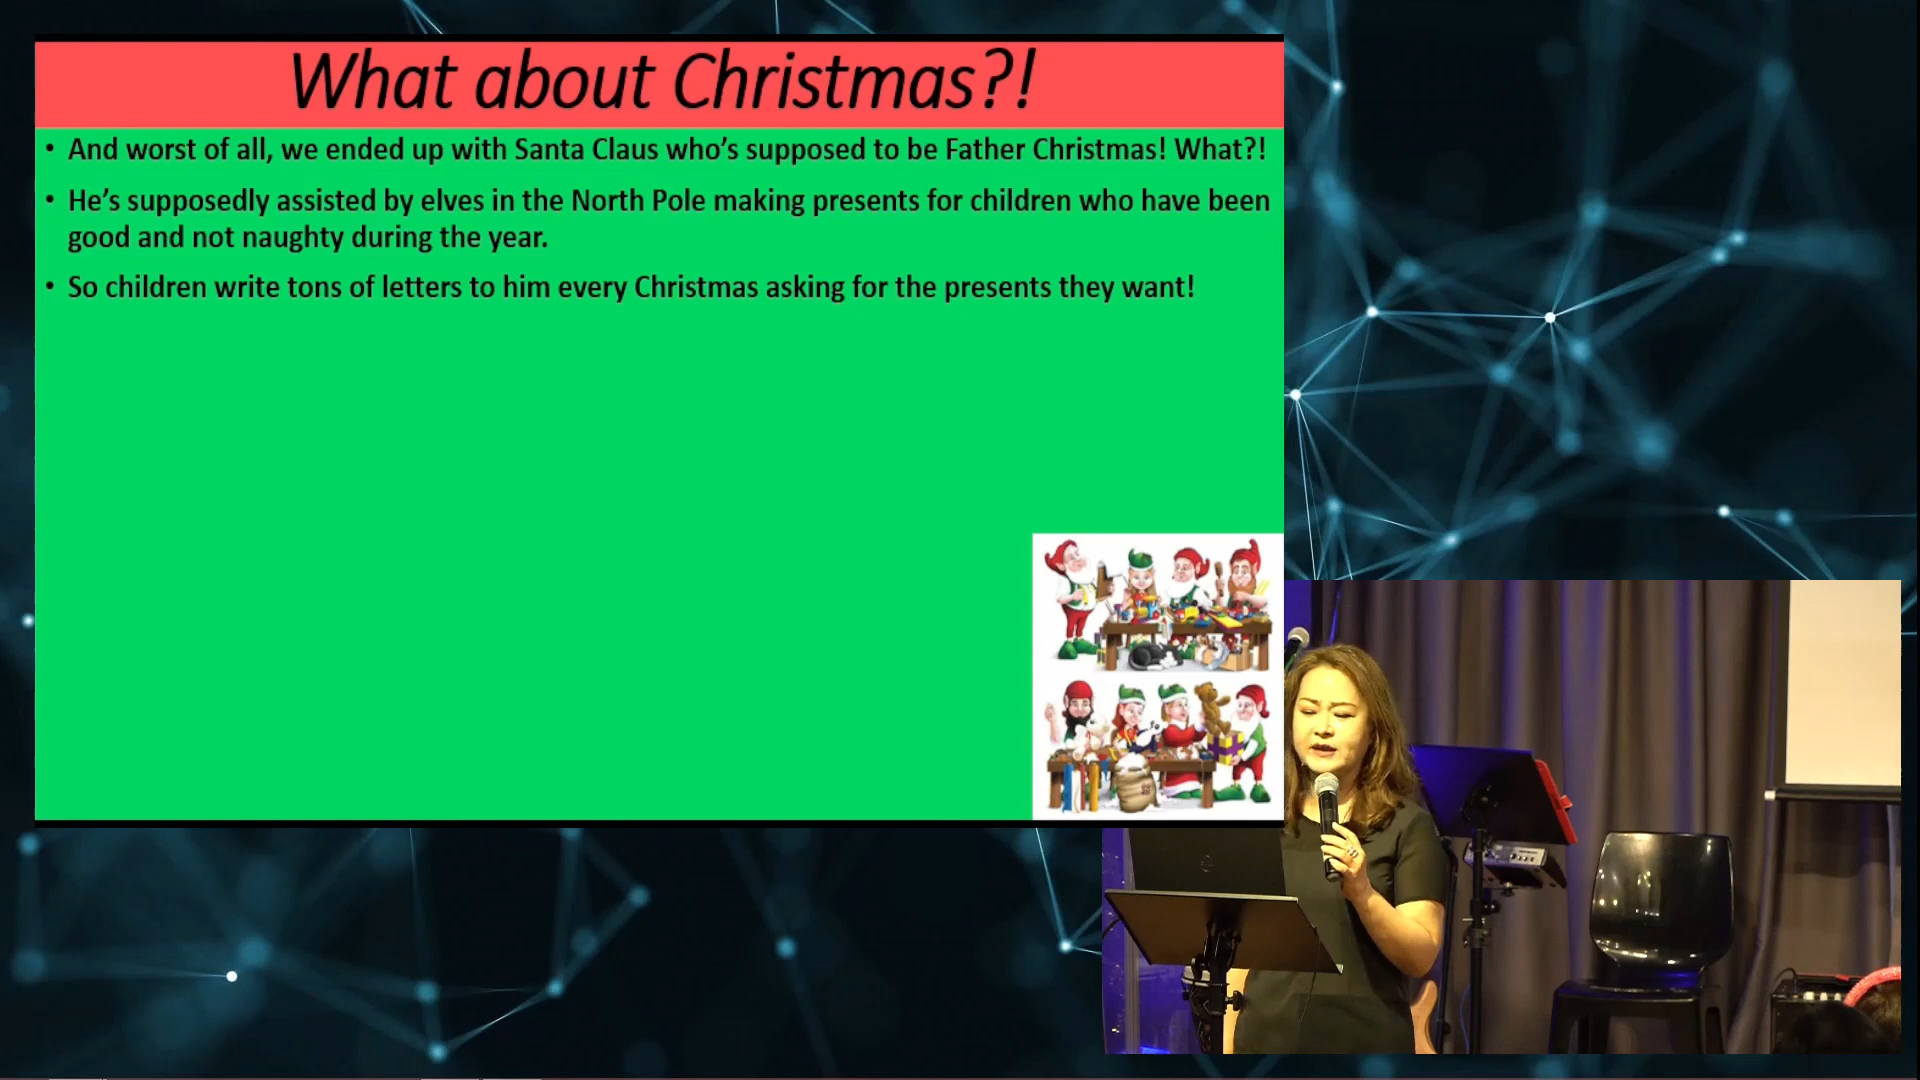 What about Christmas?!
• And worst of all, we ended up with Santa Claus who's supposed to be Father Christmas! What?!
• He's supposedly assisted by elves in the North Pole making presents for children who have been
good and not naughty during the year.
• So children write tons of letters to him every Christmas asking for the presents they want!